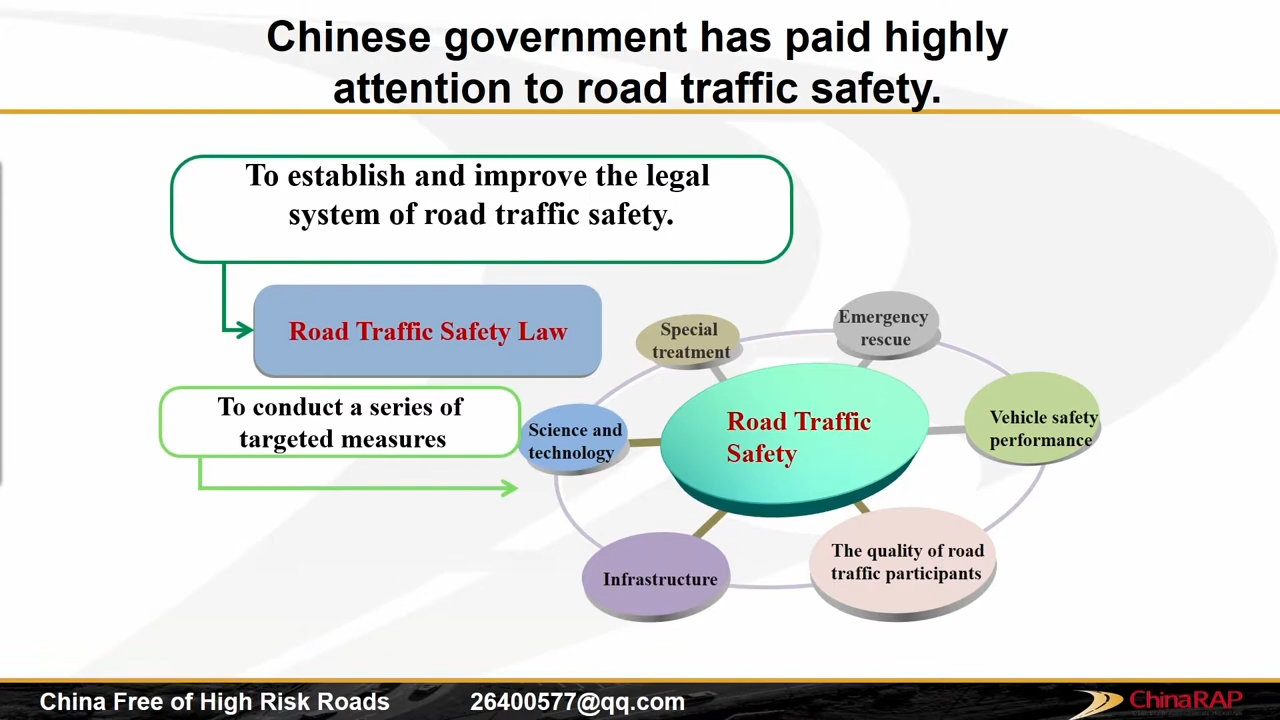 Chinese government has paid highly
attention to road traffic safety.
To establish and improve the legal
system of road traffic safety.
Road Traffic Safety Law
To conduct a series of
targeted measures
Special
treatment
Emergency
rescue
Science and
technology
Road Traffic
Safety
Vehicle safety
performance
Infrastructure
The quality of road
traffic participants
China Free of High Risk Roads
26400577@qq.com
ChinaRAP